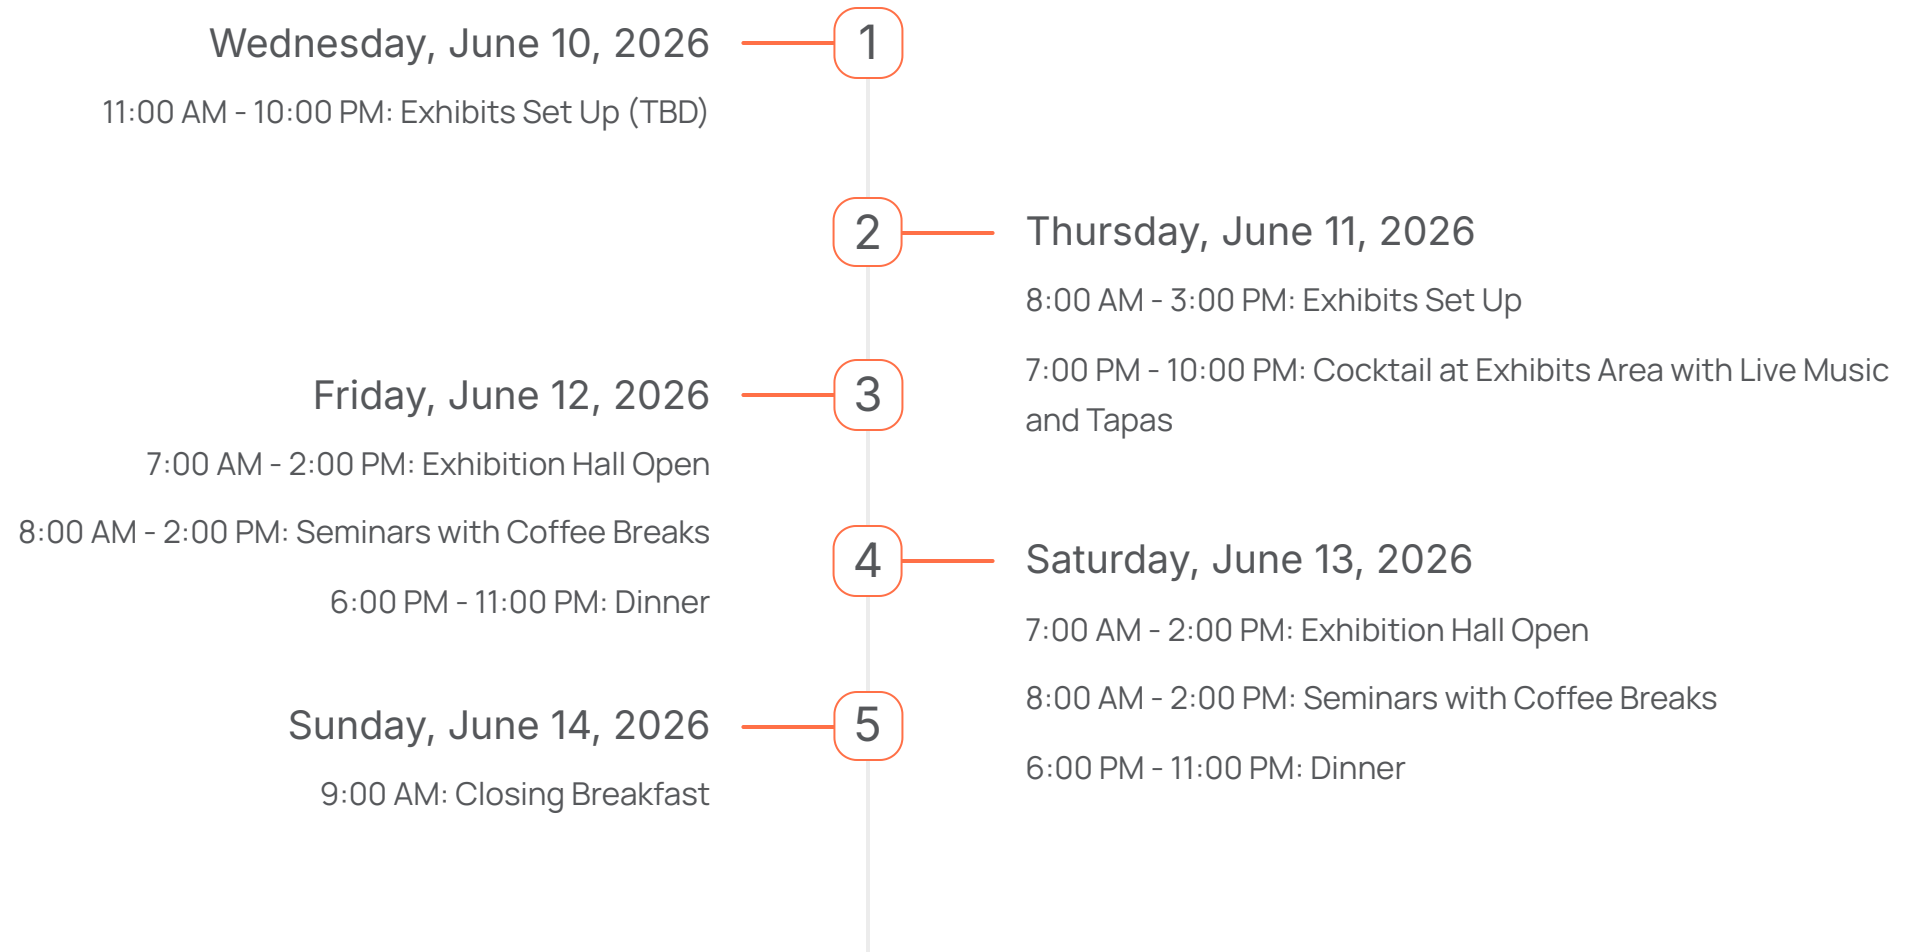 Wednesday, June 10, 2026
1
11:00 AM - 10:00 PM: Exhibits Set Up (TBD)
2
Thursday, June 11, 2026
8:00 AM - 3:00 PM: Exhibits Set Up
7:00 PM - 10:00 PM: Cocktail at Exhibits Area with Live Music
and Tapas
Friday, June 12, 2026
3
7:00 AM - 2:00 PM: Exhibition Hall Open
8:00 AM - 2:00 PM: Seminars with Coffee Breaks
6:00 PM - 11:00 PM: Dinner
4
Saturday, June 13, 2026
7:00 AM - 2:00 PM: Exhibition Hall Open
8:00 AM - 2:00 PM: Seminars with Coffee Breaks
6:00 PM - 11:00 PM: Dinner
Sunday, June 14, 2026
5
9:00 AM: Closing Breakfast